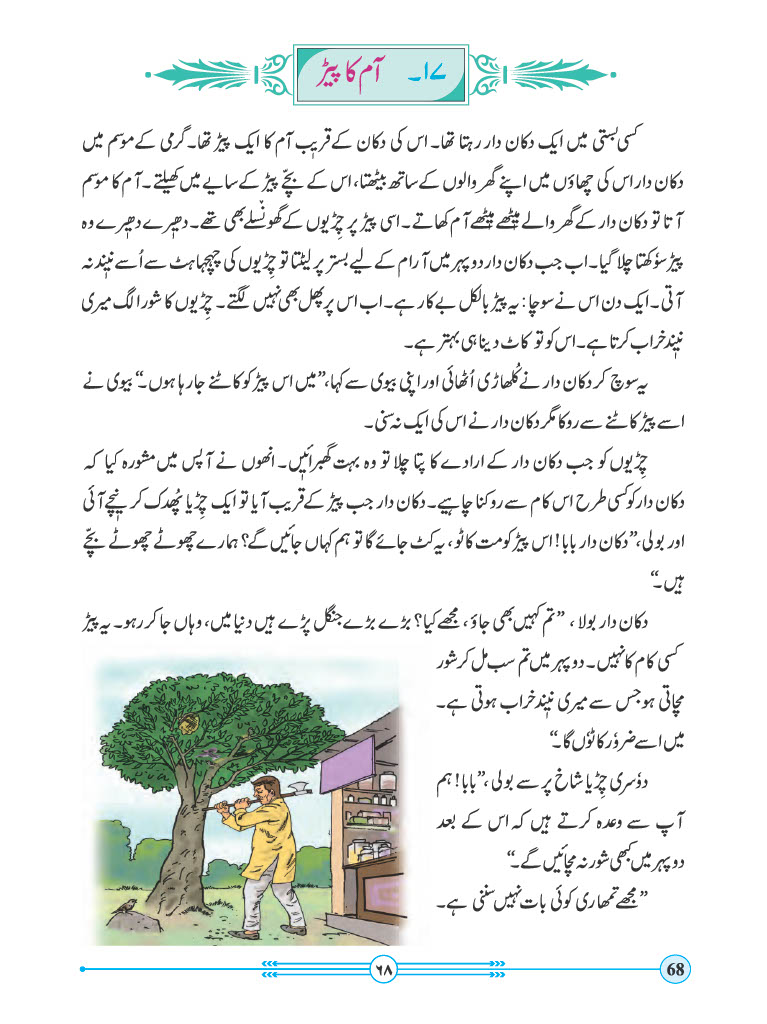 ۱۷۔ آم کا پیڑ
کسی بستی میں ایک دکان دار رہتا تھا۔ اس کی دکان کے قریب آم کا ایک پیڑ تھا۔ گرمی کے موسم میں
دکان دار اس کی چھاؤں میں اپنے گھر والوں کے ساتھ بیٹھتا، اس کے بچّے پیڑ کے سایے میں کھیلتے۔ آم کا موسم
آتا تو دکان دار کے گھر والے میٹھے میٹھے آم کھاتے۔ اسی پیڑ پر چِڑیوں کے گھونسلے بھی تھے۔ دھیرے دھیرے وہ
پیڑ سوٗکھتا چلا گیا۔ اب جب دکان دار دوپہر میں آرام کے لیے بستر پر لیٹتا تو چِڑیوں کی چہچہاہٹ سے اُسے نیند نہ
آتی۔ ایک دن اس نے سوچا: یہ پیڑ بالکل بے کار ہے۔ اب اس پر پھل بھی نہیں لگتے۔ چِڑیوں کا شور الگ میری
نیند خراب کرتا ہے۔ اس کو تو کاٹ دینا ہی بہتر ہے۔
یہ سوچ کر دکان دار نے کُلھاڑی اُٹھائی اور اپنی بیوی سے کہا، ”میں اس پیڑ کو کاٹنے جا رہا ہوں۔“ بیوی نے
اسے پیڑ کاٹنے سے روکا مگر دکان دار نے اس کی ایک نہ سنی۔
چِڑیوں کو جب دکان دار کے ارادے کا پتا چلا تو وہ بہت گھبرائیں۔ انھوں نے آپس میں مشورہ کیا کہ
دکان دار کو کسی طرح اس کام سے روکنا چاہیے۔ دکان دار جب پیڑ کے قریب آیا تو ایک چِڑیا پُھدک کر نیچے آئی
اور بولی، ”دکان دار بابا! اس پیڑ کو مت کاٹو، یہ کٹ جائے گا تو ہم کہاں جائیں گے؟ ہمارے چھوٹے چھوٹے بچّے
ہیں۔“
دکان دار بولا، ”تم کہیں بھی جاؤ، مجھے کیا؟ بڑے بڑے جنگل پڑے ہیں دنیا میں، وہاں جا کر رہو۔ یہ پیڑ
کسی کام کا نہیں۔ دوپہر میں تم سب مل کر شور
مچاتی ہو جس سے میری نیند خراب ہوتی ہے۔
میں اسے ضروٗر کاٹوٗں گا۔“
دوٗسری چِڑیا شاخ پر سے بولی، ”بابا! ہم
آپ سے وعدہ کرتے ہیں کہ اس کے بعد
دوپہر میں کبھی شور نہ مچائیں گے۔“
”مجھے تمھاری کوئی بات نہیں سننی ہے۔
۶۸
68